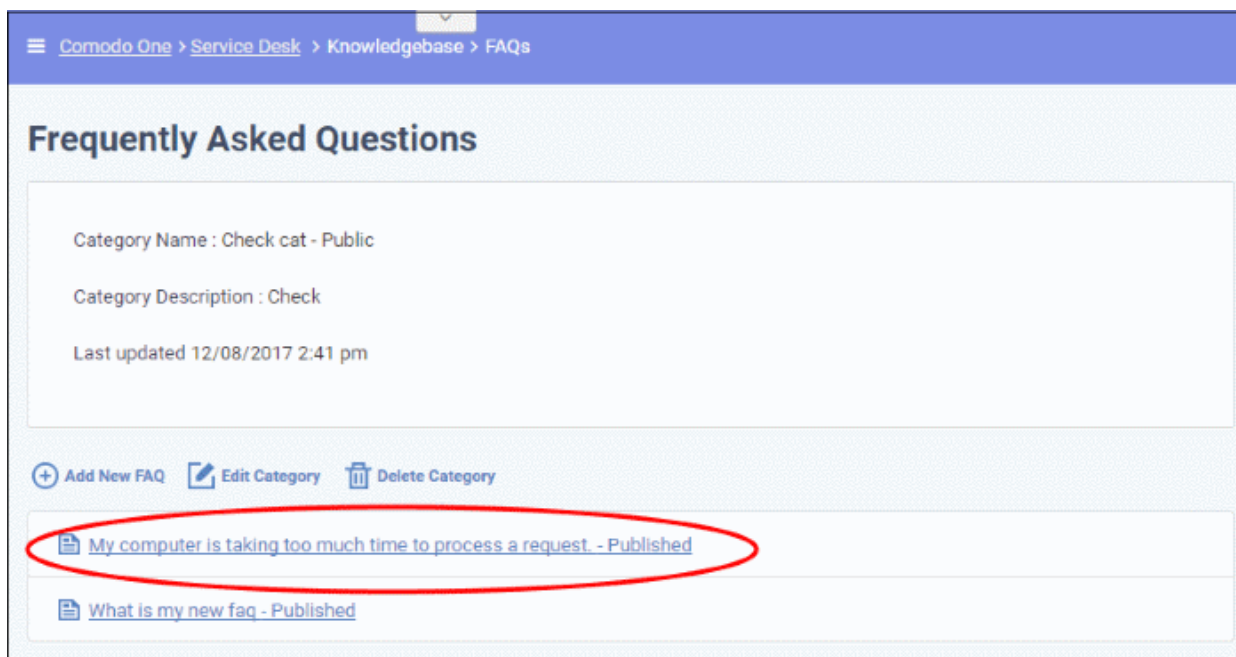 Comodo One > Service Desk > Knowledgebase > FAQs
Frequently Asked Questions
Category Name : Check cat - Public
Category Description : Check
Last updated 12/08/2017 2:41 pm
Add New FAQ Edit Category Delete Category
My computer is taking too much time to process a request. - Published
What is my new faq - Published